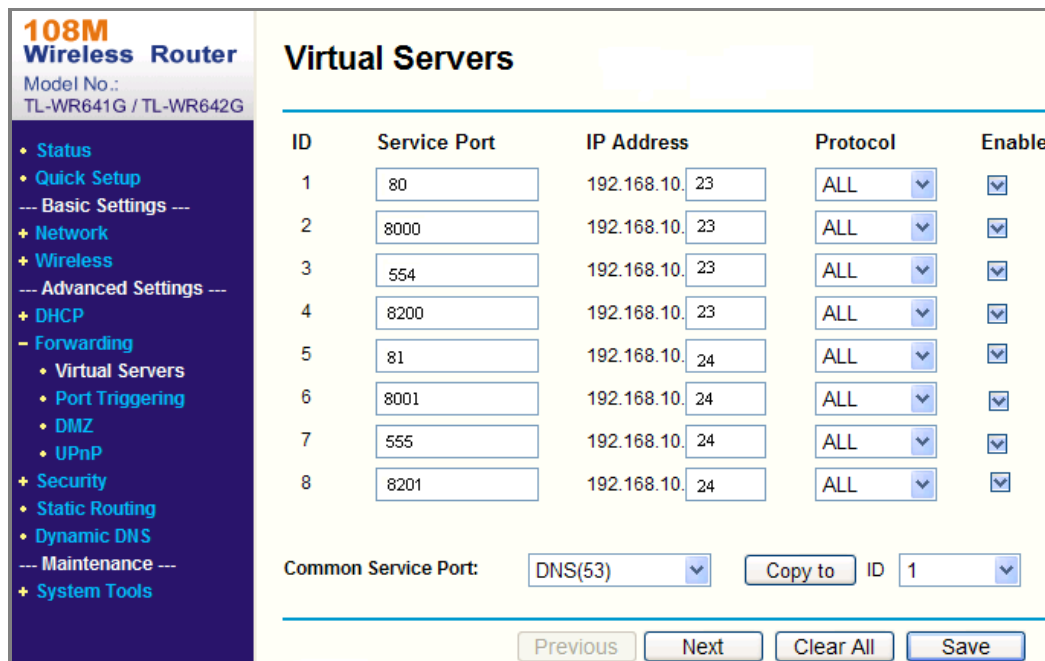 108M
Wireless Router
Model No.:
TL-WR641G / TL-WR642G
Status
Quick Setup
--- Basic Settings ---
+ Network
+ Wireless
--- Advanced Settings ---
+ DHCP
− Forwarding
Virtual Servers
Port Triggering
DMZ
UPnP
+ Security
Static Routing
Dynamic DNS
--- Maintenance ---
+ System Tools
Virtual Servers
ID Service Port IP Address Protocol Enable
1 80 192.168.10. 23 ALL
2 8000 192.168.10. 23 ALL
3 554 192.168.10. 23 ALL
4 8200 192.168.10. 23 ALL
5 81 192.168.10. 24 ALL
6 8001 192.168.10. 24 ALL
7 555 192.168.10. 24 ALL
8 8201 192.168.10. 24 ALL
Common Service Port: DNS(53) Copy to ID 1
Previous Next Clear All Save